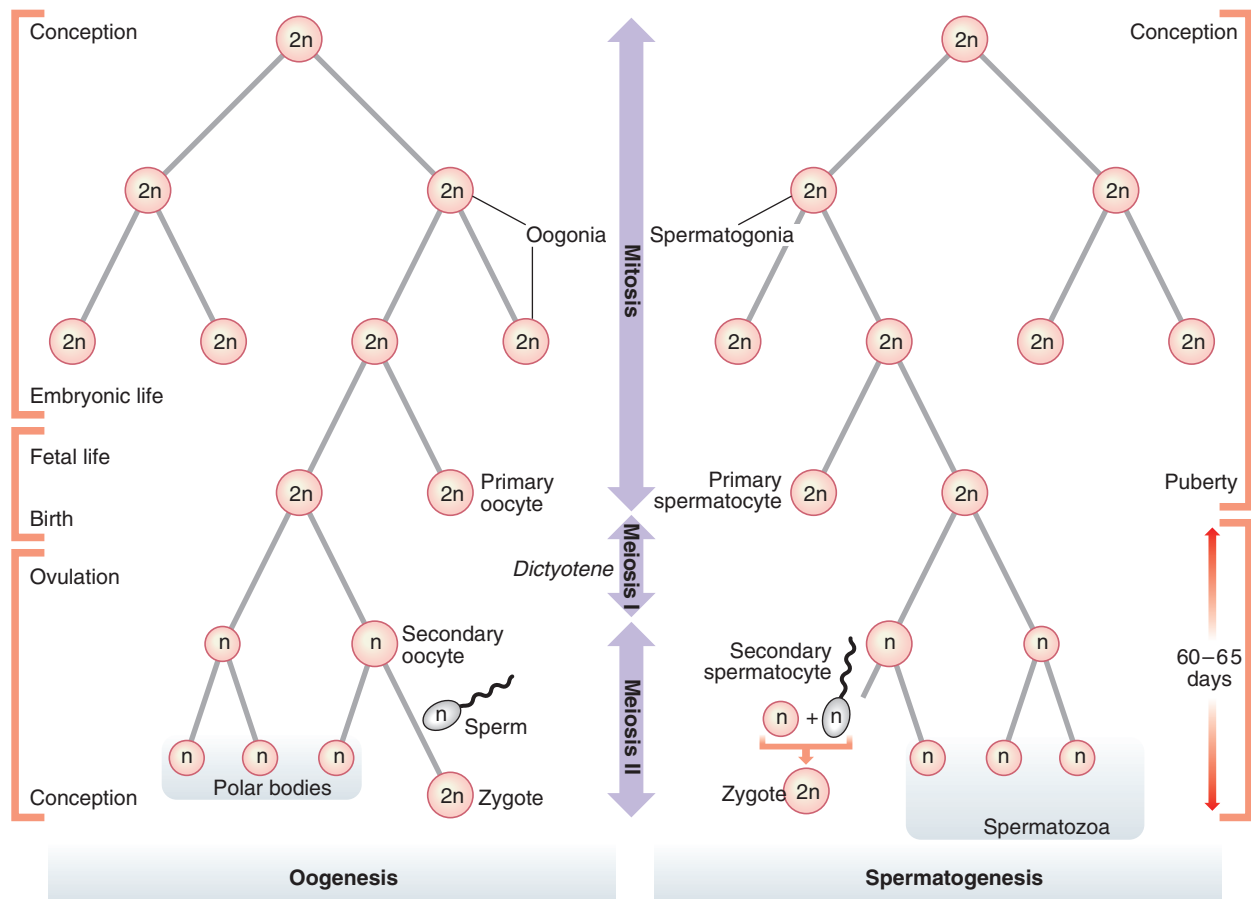 Conception
2n
2n
Conception
2n
2n
2n
2n
Oogonia
Spermatogonia
Mitosis
2n
2n
2n
2n
2n
2n
2n
2n
Embryonic life
Fetal life
Birth
2n
2n
Primary
oocyte
Primary
spermatocyte
2n
2n
Puberty
Ovulation
Dictyotene
Meiosis I
n
n
Secondary
oocyte
Secondary
spermatocyte
n
n
60–65
days
n
Sperm
Meiosis II
n
+
n
n
n
n
Polar bodies
n
n
n
Conception
2n
Zygote
Zygote
2n
Spermatozoa
Oogenesis
Spermatogenesis